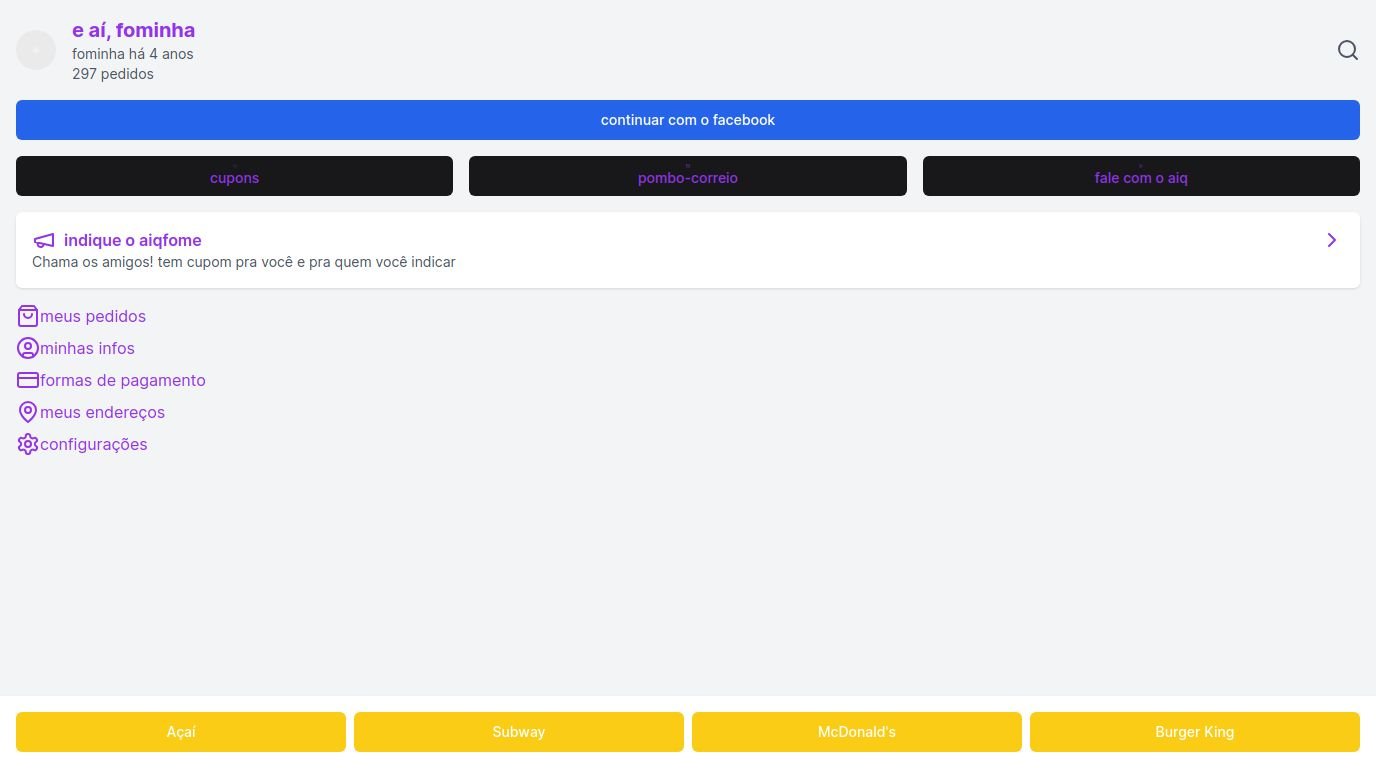 e aí, fominha
fominha há 4 anos
297 pedidos
continuar com o facebook
cupons
pombo-correio
fale com o aiq
indique o aiqfome
Chama os amigos! tem cupom pra você e pra quem você indicar
meus pedidos
minhas infos
formas de pagamento
meus endereços
configurações
Açaí
Subway
McDonald's
Burger King